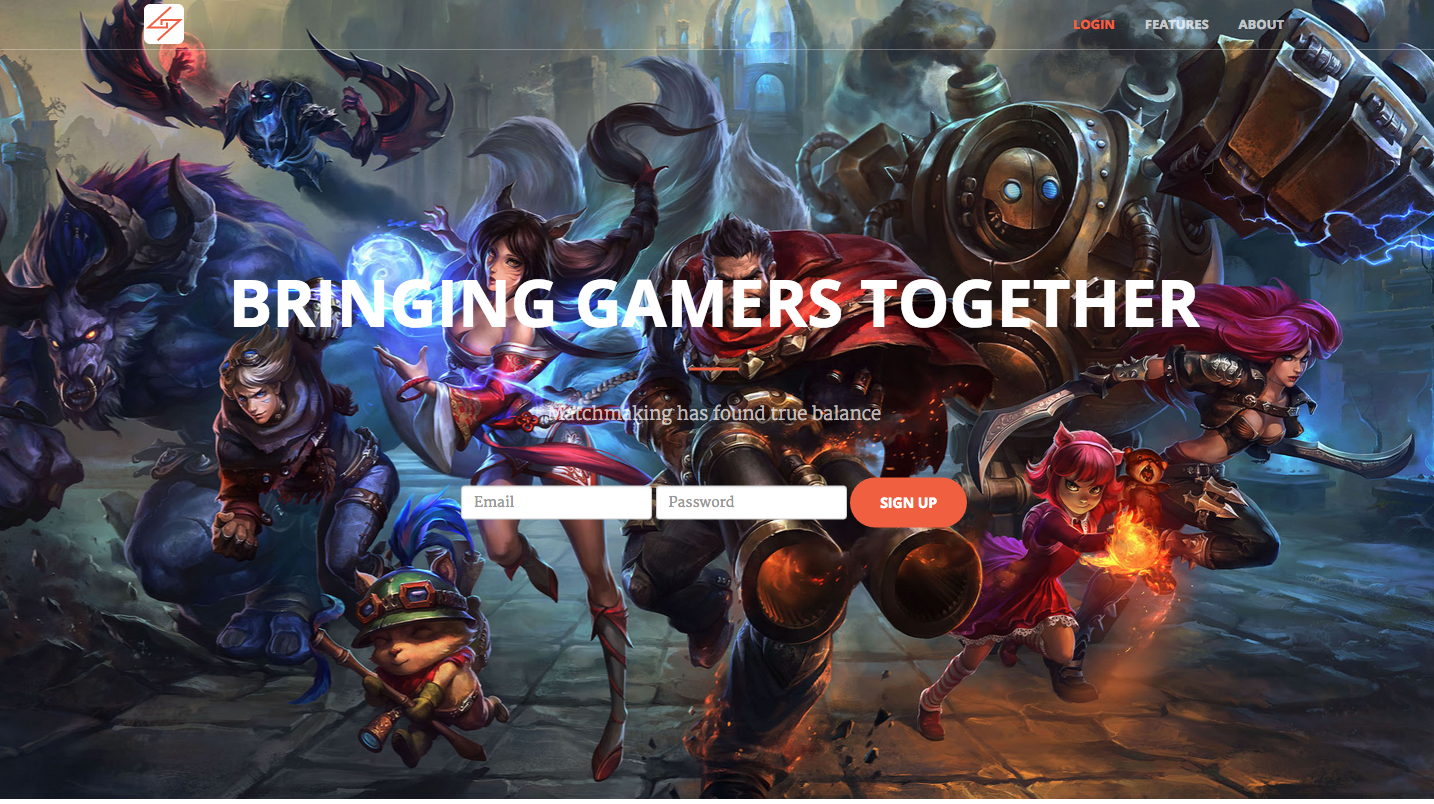 LOGIN FEATURES ABOUT
BRINGING GAMERS TOGETHER
Matchmaking has found true balance
Email Password SIGN UP